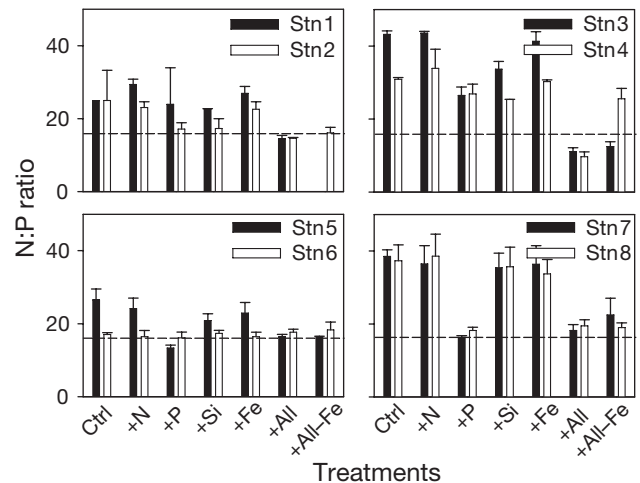 Stn1
Stn2
Stn3
Stn4
40
20
0
Stn5
Stn6
Stn7
Stn8
40
20
0
N:P ratio
Ctrl
+N
+P
+Si
+Fe
+All
+All–Fe
Ctrl
+N
+P
+Si
+Fe
+All
+All–Fe
Treatments